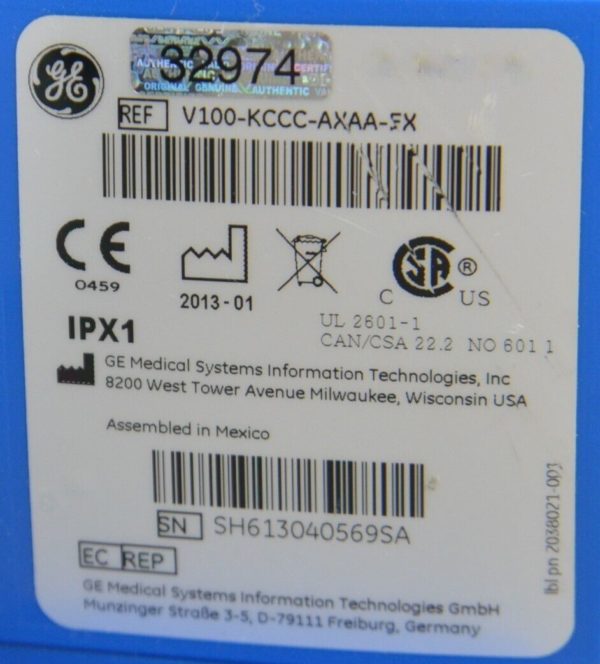 GE
32974
REF V100-KCCC-AXAA-FX
CE
0459
2013-01
CSA ®
C US
IPX1
UL 2601-1
CAN/CSA 22.2 NO 601 1
GE Medical Systems Information Technologies, Inc
8200 West Tower Avenue Milwaukee, Wisconsin USA
Assembled in Mexico
SN SH613040569SA
EC REP
GE Medical Systems Information Technologies GmbH
Munzinger Straße 3-5, D-79111 Freiburg, Germany
lbl pn 2038021-001